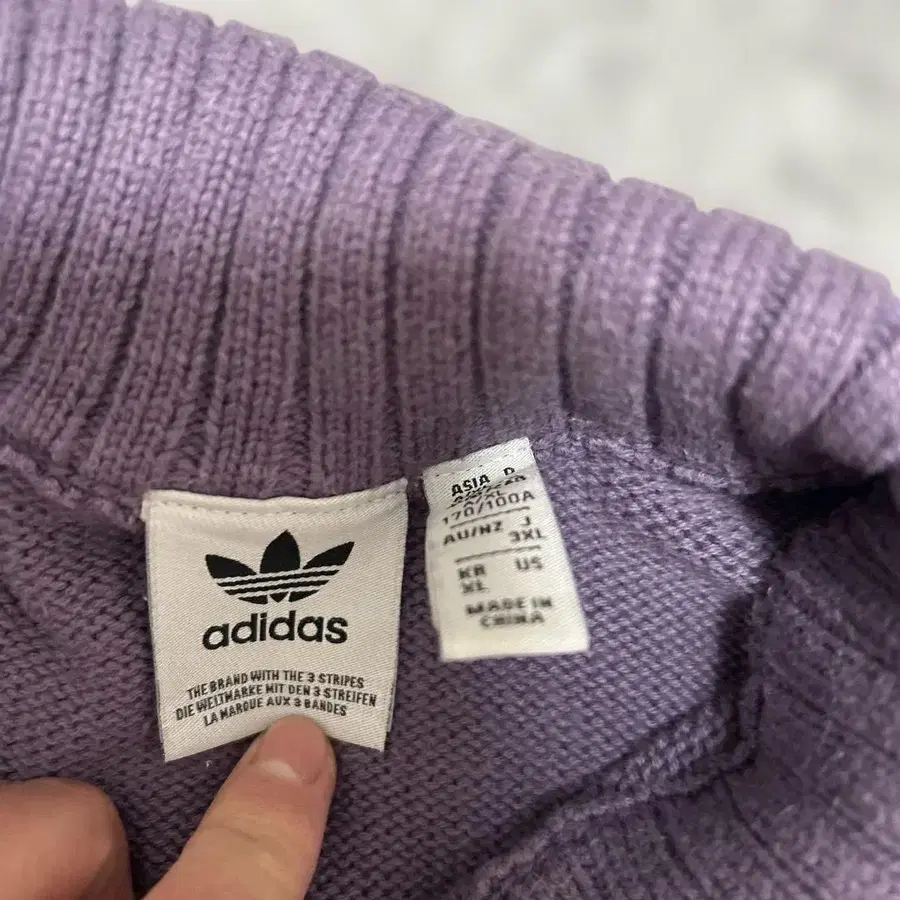 adidas
THE BRAND WITH THE 3 STRIPES
DIE WELTMARKE MIT DEN 3 STREIFEN
LA MARQUE AUX 3 BANDES
ASIA D
170/100A
AU/NZ J
3XL
KR US
XL
MADE IN
CHINA